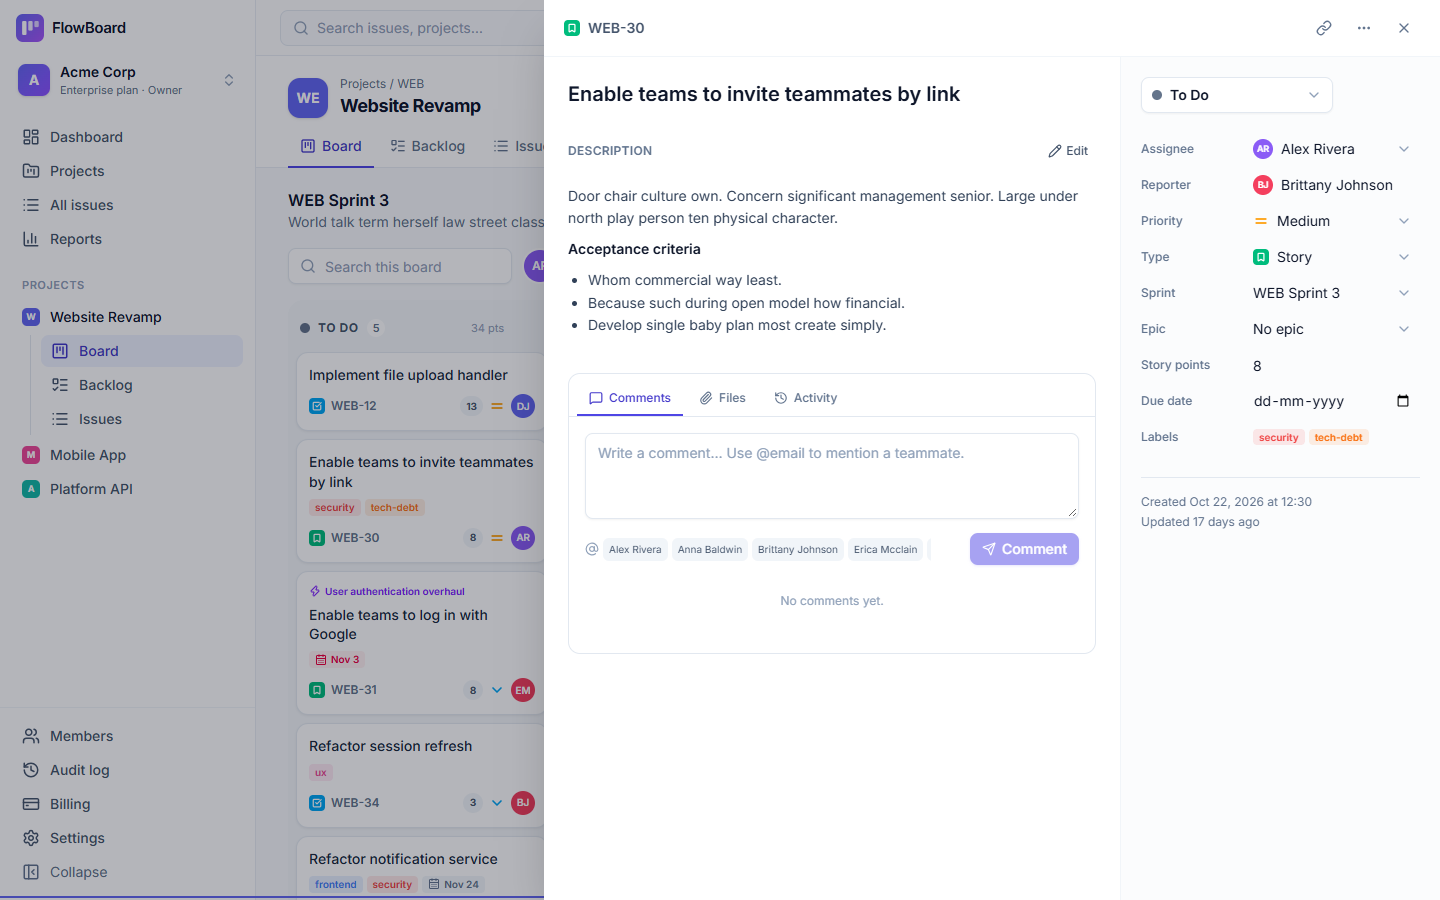 FlowBoard
A
Acme Corp
Enterprise plan · Owner
Dashboard
Projects
All issues
Reports
PROJECTS
W
Website Revamp
Board
Backlog
Issues
M
Mobile App
A
Platform API
Members
Audit log
Billing
Settings
Collapse
Search issues, projects...
WE
Projects / WEB
Website Revamp
Board
Backlog
WEB Sprint 3
World talk term herself law street class
Search this board
TO DO
5
34 pts
Implement file upload handler
WEB-12
13
DJ
Enable teams to invite teammates
by link
security
tech-debt
WEB-30
8
AR
User authentication overhaul
Enable teams to log in with
Google
Nov 3
WEB-31
8
EM
Refactor session refresh
ux
WEB-34
3
BJ
Refactor notification service
frontend
security
Nov 24
WEB-30
Enable teams to invite teammates by link
DESCRIPTION
Edit
Door chair culture own. Concern significant management senior. Large under
north play person ten physical character.
Acceptance criteria
Whom commercial way least.
Because such during open model how financial.
Develop single baby plan most create simply.
Comments
Files
Activity
Write a comment... Use @email to mention a teammate.
Alex Rivera
Anna Baldwin
Brittany Johnson
Erica Mcclain
Comment
No comments yet.
To Do
Assignee
AR
Alex Rivera
Reporter
BJ
Brittany Johnson
Priority
Medium
Type
Story
Sprint
WEB Sprint 3
Epic
No epic
Story points
8
Due date
dd-mm-yyyy
Labels
security
tech-debt
Created Oct 22, 2026 at 12:30
Updated 17 days ago